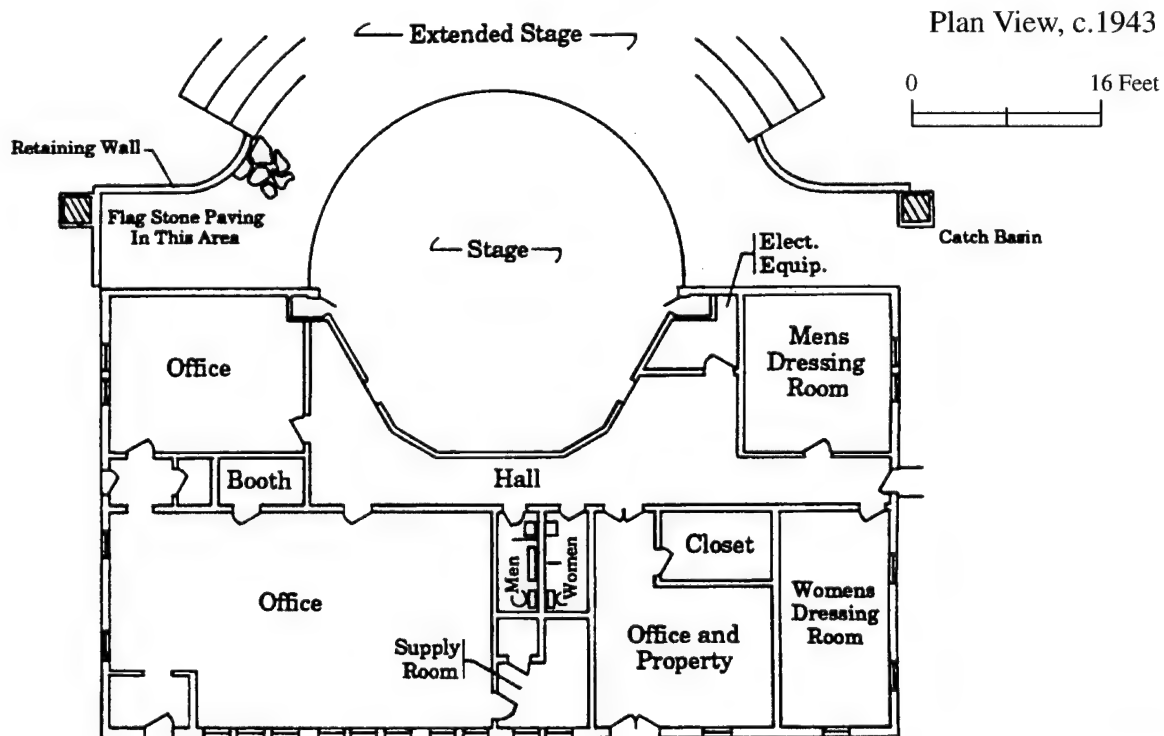 Plan View, c.1943
Extended Stage
0
16 Feet
Retaining Wall
Flag Stone Paving
In This Area
Stage
Elect.
Equip.
Catch Basin
Office
Mens
Dressing
Room
Booth
Hall
Men
Women
Closet
Office
Womens
Dressing
Room
Supply
Room
Office and
Property